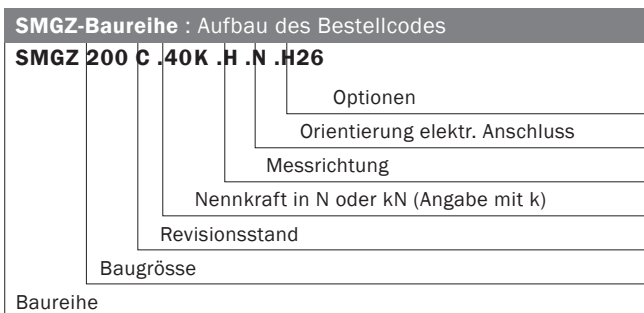 SMGZ-Baureihe : Aufbau des Bestellcodes
SMGZ 200 C .40K .H .N .H26
Optionen
Orientierung elektr. Anschluss
Messrichtung
Nennkraft in N oder kN (Angabe mit k)
Revisionsstand
Baugrösse
Baureihe